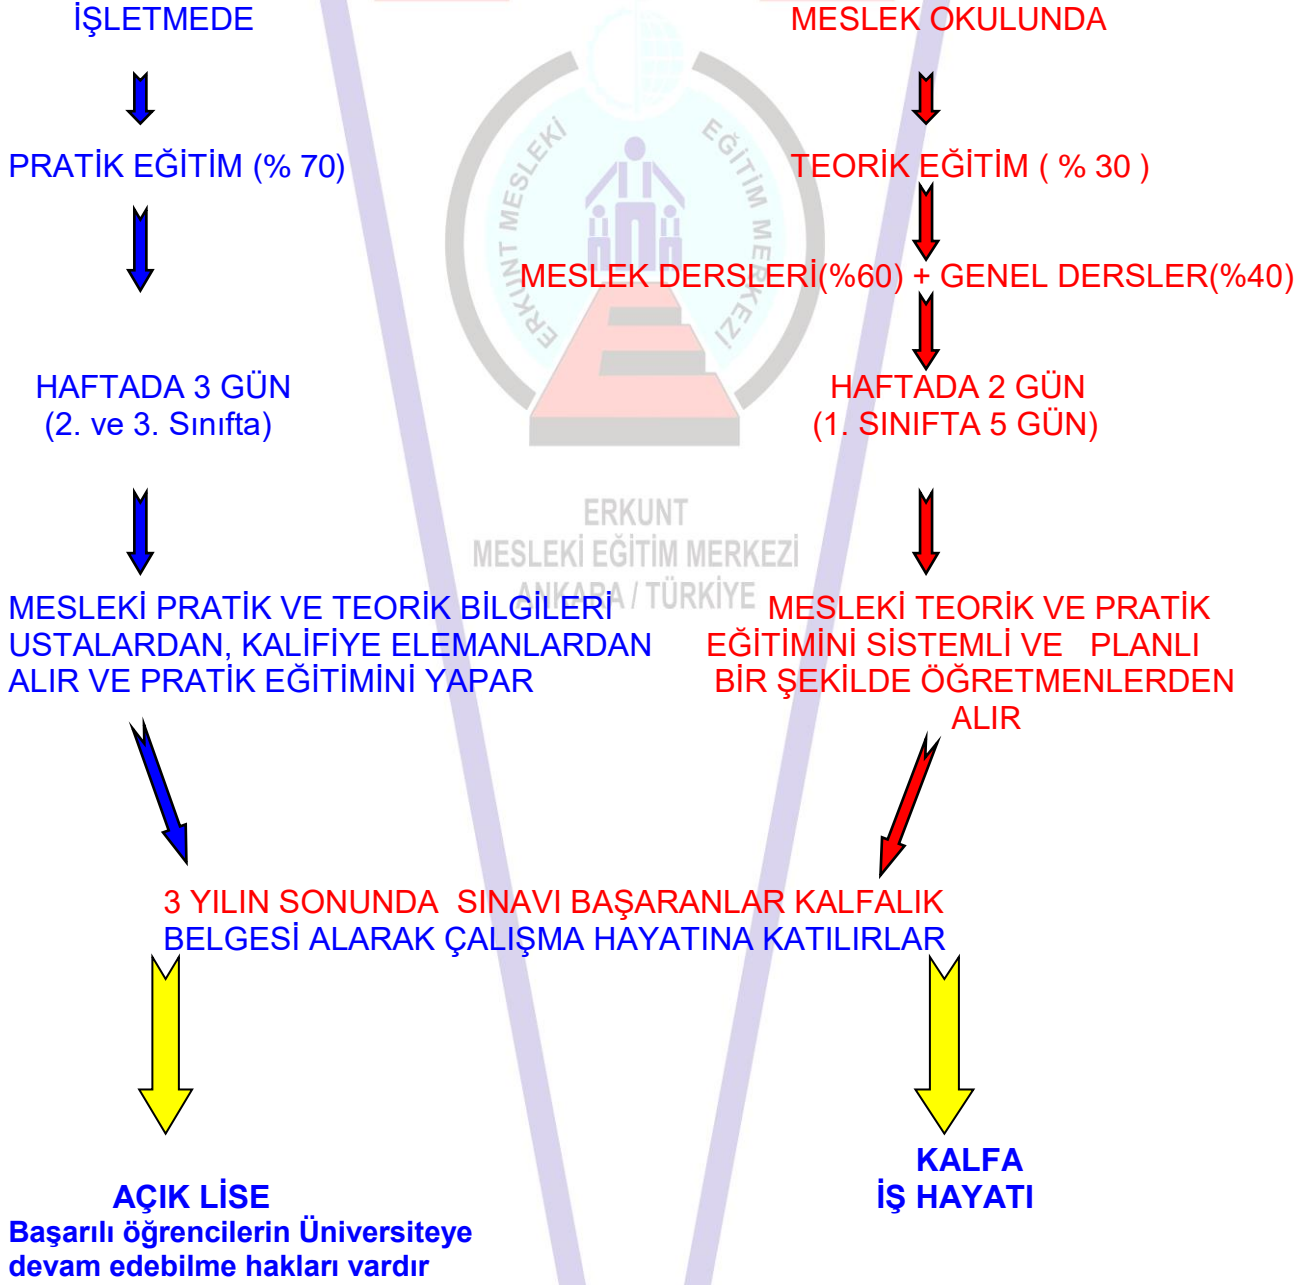 İŞLETMEDE
MESLEK OKULUNDA
PRATİK EĞİTİM (% 70)
TEORİK EĞİTİM ( % 30 )
MESLEK DERSLERİ(%60) + GENEL DERSLER(%40)
HAFTADA 3 GÜN
(2. ve 3. Sınıfta)
HAFTADA 2 GÜN
(1. SINIFTA 5 GÜN)
ERKUNT MESLEKİ EĞİTİM MERKEZİ
ERKUNT
MESLEKİ EĞİTİM MERKEZİ
ANKARA / TÜRKİYE
MESLEKİ PRATİK VE TEORİK BİLGİLERİ
USTALARDAN, KALİFİYE ELEMANLARDAN
ALIR VE PRATİK EĞİTİMİNİ YAPAR
MESLEKİ TEORİK VE PRATİK
EĞİTİMİNİ SİSTEMLİ VE PLANLI
BİR ŞEKİLDE ÖĞRETMENLERDEN
ALIR
3 YILIN SONUNDA SINAVI BAŞARANLAR KALFALIK
BELGESİ ALARAK ÇALIŞMA HAYATINA KATILIRLAR
AÇIK LİSE
Başarılı öğrencilerin Üniversiteye
devam edebilme hakları vardır
KALFA
İŞ HAYATI